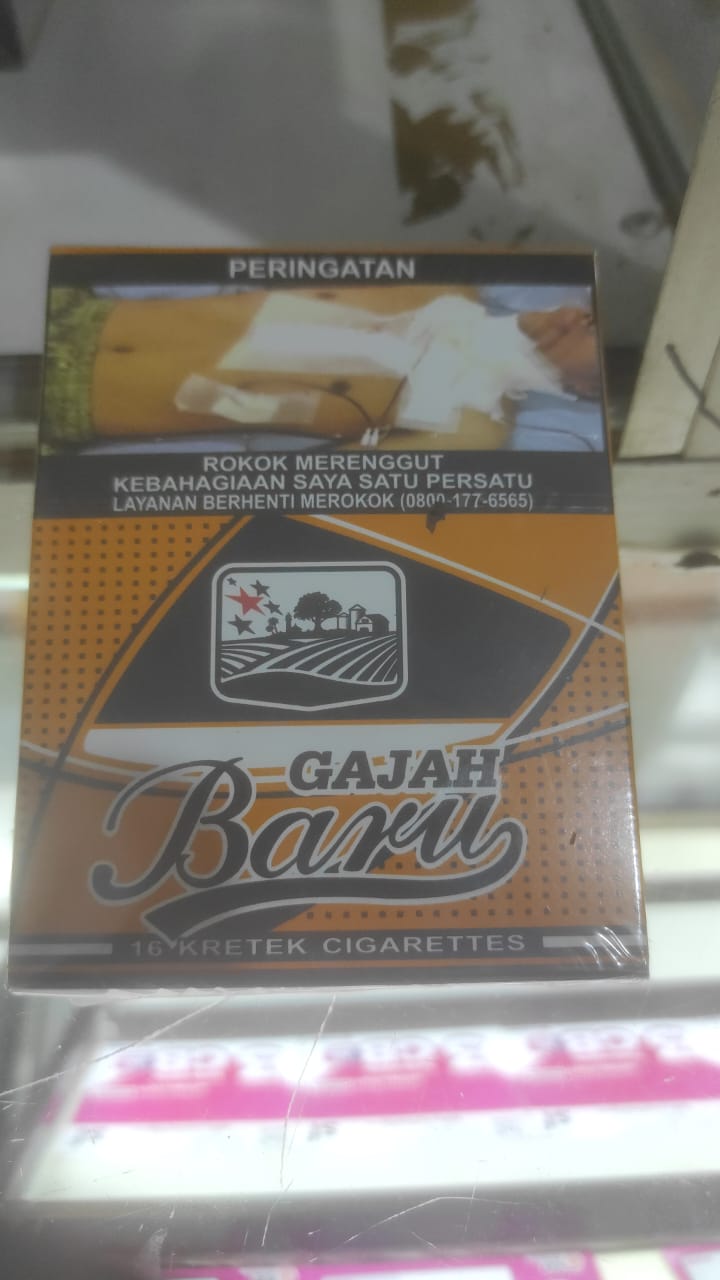 PERINGATAN
ROKOK MERENGGUT
KEBAHAGIAAN SAYA SATU PERSATU
LAYANAN BERHENTI MEROKOK (0800-177-6565)
GAJAH
Baru
16 KRETEK CIGARETTES